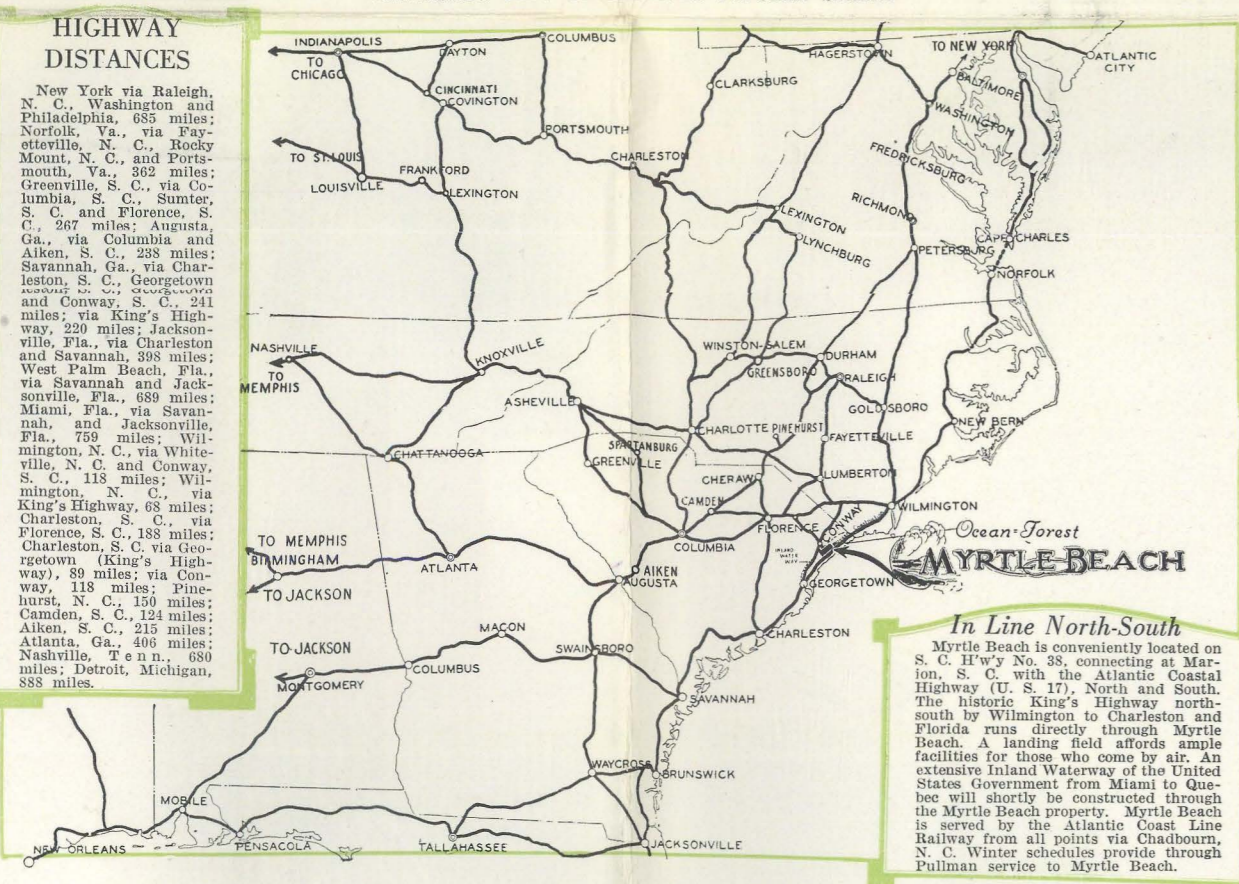 HIGHWAY
DISTANCES
New York via Raleigh,
N. C., Washington and
Philadelphia, 685 miles;
Norfolk, Va., via Fay-
etteville, N. C., Rocky
Mount, N. C., and Ports-
mouth, Va., 362 miles;
Greenville, S. C., via Co-
lumbia, S. C., Sumter,
S. C. and Florence, S.
C., 267 miles; Augusta,
Ga., via Columbia and
Aiken, S. C., 238 miles;
Savannah, Ga., via Char-
leston, S. C., Georgetown
and Conway, S. C., 241
miles; via King's High-
way, 220 miles; Jackson-
ville, Fla., via Charleston
and Savannah, 398 miles;
West Palm Beach, Fla.,
via Savannah and Jack-
sonville, Fla., 689 miles;
Miami, Fla., via Savan-
nah, and Jacksonville,
Fla., 759 miles; Wil-
mington, N. C., via White-
ville, N. C. and Conway,
S. C., 118 miles; Wil-
mington, N. C., via
King's Highway, 68 miles;
Charleston, S. C., via
Florence, S. C., 188 miles;
Charleston, S. C. via Geo-
rgetown (King's High-
way), 89 miles; via Con-
way, 118 miles; Pine-
hurst, N. C., 150 miles;
Camden, S. C., 124 miles;
Aiken, S. C., 215 miles;
Atlanta, Ga., 406 miles;
Nashville, Tenn., 680
miles; Detroit, Michigan,
888 miles.
INDIANAPOLIS
TO
CHICAGO
DAYTON
COLUMBUS
CINCINNATI
COVINGTON
PORTSMOUTH
TO ST. LOUIS
LOUISVILLE
FRANKFORD
LEXINGTON
CHARLESTON
CLARKSBURG
HAGERSTOWN
TO NEW YORK
ATLANTIC
CITY
BALTIMORE
WASHINGTON
FREDRICKSBURG
RICHMOND
LEXINGTON
LYNCHBURG
PETERSBURG
CAPE CHARLES
NORFOLK
NASHVILLE
TO
MEMPHIS
KNOXVILLE
WINSTON-SALEM
GREENSBORO
DURHAM
RALEIGH
ASHEVILLE
GOLDSBORO
CHARLOTTE
PINEHURST
FAYETTEVILLE
NEW BERN
CHATTANOOGA
SPARTANBURG
GREENVILLE
CHERAW
LUMBERTON
CAMDEN
WILMINGTON
FLORENCE
CONWAY
COLUMBIA
INLAND
WATER
WAY
Ocean-Forest
MYRTLE BEACH
TO MEMPHIS
BIRMINGHAM
TO JACKSON
ATLANTA
AIKEN
AUGUSTA
GEORGETOWN
MACON
SWAINSBORO
CHARLESTON
TO JACKSON
MONTGOMERY
COLUMBUS
SAVANNAH
WAYCROSS
BRUNSWICK
MOBILE
NEW ORLEANS
PENSACOLA
TALLAHASSEE
JACKSONVILLE
In Line North-South
Myrtle Beach is conveniently located on
S. C. H'w'y No. 38, connecting at Mar-
ion, S. C. with the Atlantic Coastal
Highway (U. S. 17), North and South.
The historic King's Highway north-
south by Wilmington to Charleston and
Florida runs directly through Myrtle
Beach. A landing field affords ample
facilities for those who come by air. An
extensive Inland Waterway of the United
States Government from Miami to Que-
bec will shortly be constructed through
the Myrtle Beach property. Myrtle Beach
is served by the Atlantic Coast Line
Railway from all points via Chadbourn,
N. C. Winter schedules provide through
Pullman service to Myrtle Beach.